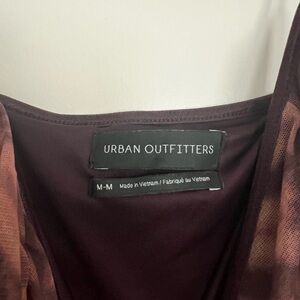 URBAN OUTFITTERS
M-M Made in Vietnam / Fabriqué au Vietnam